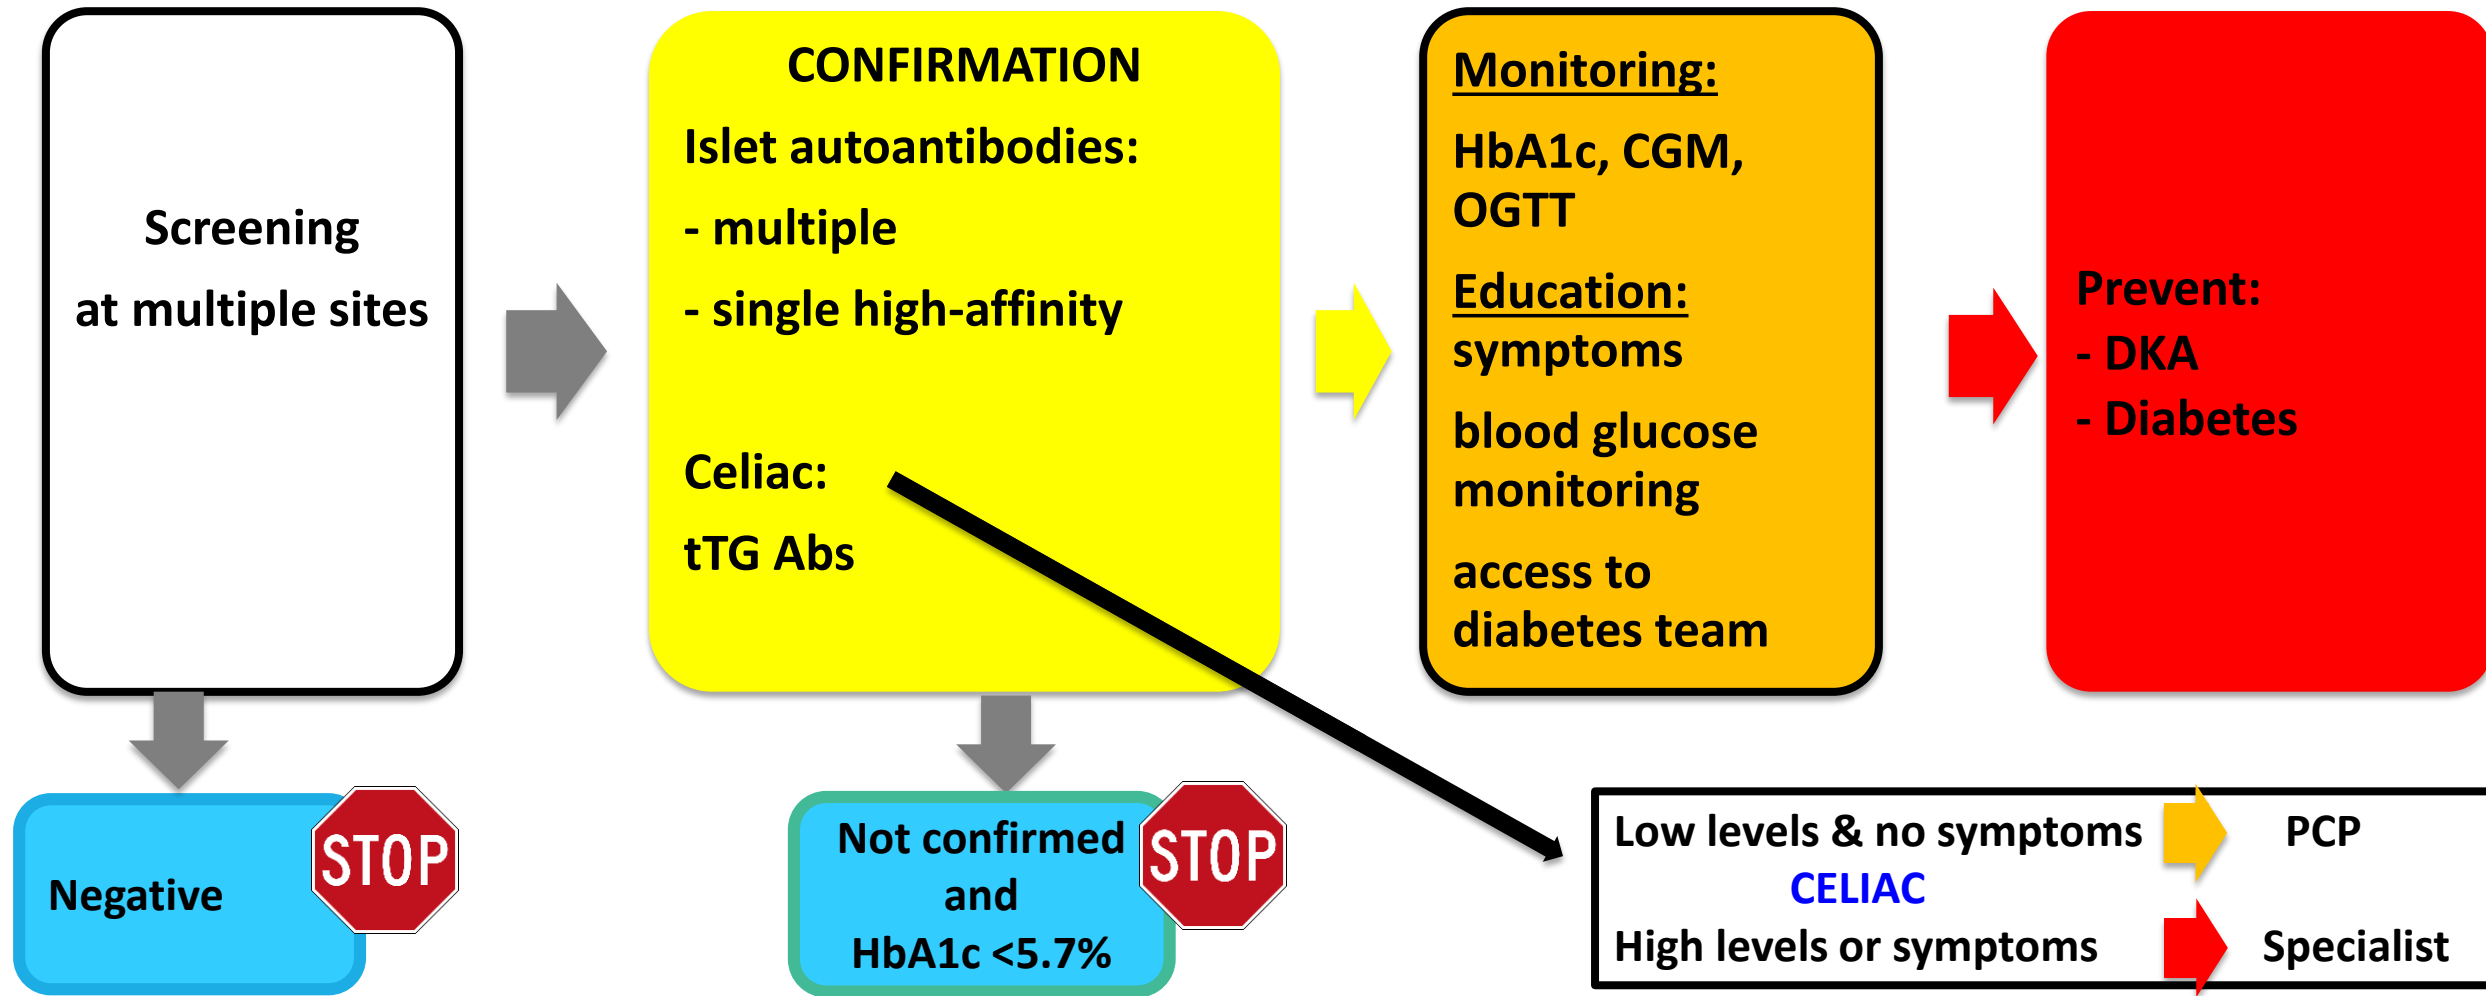 Screening
at multiple sites
CONFIRMATION
Islet autoantibodies:
- multiple
- single high-affinity
Celiac:
tTG Abs
Monitoring:
HbA1c, CGM,
OGTT
Education:
symptoms
blood glucose
monitoring
access to
diabetes team
Prevent:
- DKA
- Diabetes
Negative
STOP
Not confirmed
and
HbA1c <5.7%
STOP
Low levels & no symptoms PCP
CELIAC
High levels or symptoms Specialist